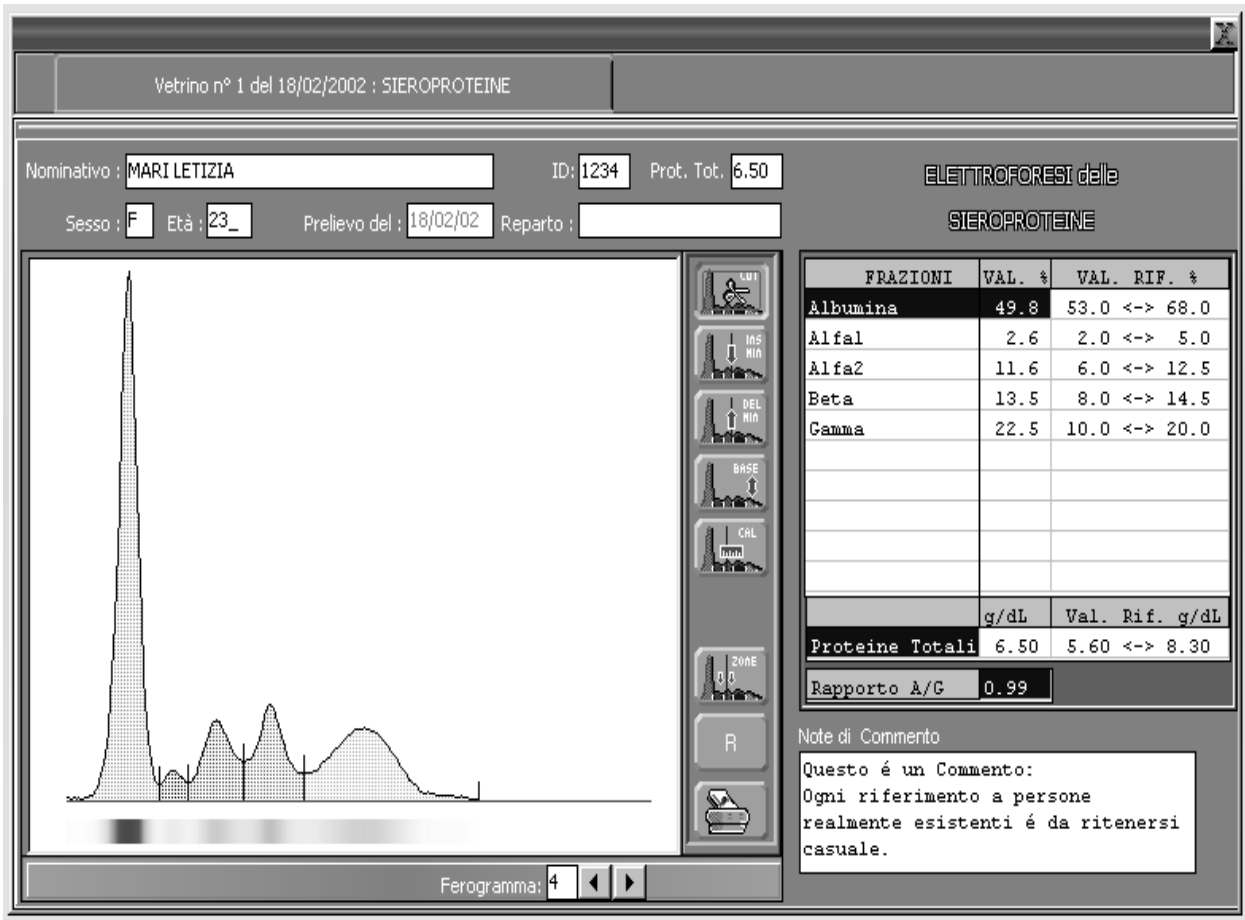 X
Vetrino nº 1 del 18/02/2002 : SIEROPROTEINE
Nominativo : MARI LETIZIA ID: 1234 Prot. Tot. 6.50
Sesso : F Età : 23_ Prelievo del : 18/02/02 Reparto :
ELETTROFORESI delle
SIEROPROTEINE
CUT
INS
MIN
DEL
MIN
BASE
CAL
ZONE
R
FRAZIONI VAL. % VAL. RIF. %
Albumina 49.8 53.0 <-> 68.0
Alfa1 2.6 2.0 <-> 5.0
Alfa2 11.6 6.0 <-> 12.5
Beta 13.5 8.0 <-> 14.5
Gamma 22.5 10.0 <-> 20.0
g/dL Val. Rif. g/dL
Proteine Totali 6.50 5.60 <-> 8.30
Rapporto A/G 0.99
Note di Commento
Questo é un Commento:
Ogni riferimento a persone
realmente esistenti é da ritenersi
casuale.
Ferogramma: 4